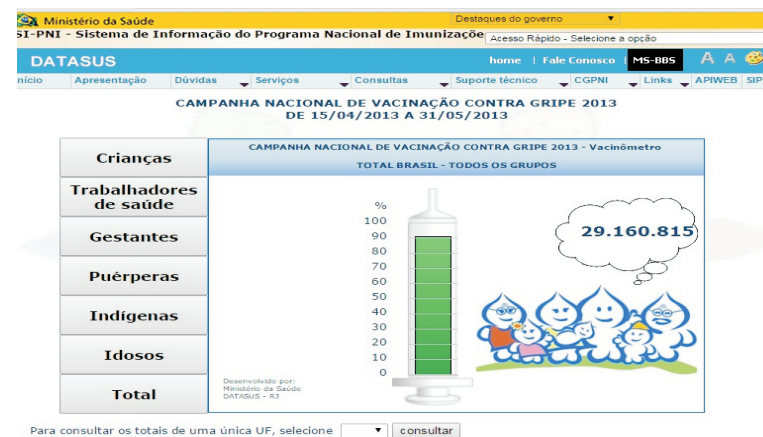 Ministério da Saúde
Destaques do governo
SI-PNI - Sistema de Informação do Programa Nacional de Imunizaçõe
Acesso Rápido - Selecione a opção
DATASUS
home | Fale Conosco | MS-BBS A A
nício Apresentação Dúvidas Serviços Consultas Suporte técnico CGPNI Links APIWEB SIP
CAMPANHA NACIONAL DE VACINAÇÃO CONTRA GRIPE 2013
DE 15/04/2013 A 31/05/2013
Crianças
Trabalhadores
de saúde
Gestantes
Puérperas
Indígenas
Idosos
Total
CAMPANHA NACIONAL DE VACINAÇÃO CONTRA GRIPE 2013 - Vacinômetro
TOTAL BRASIL - TODOS OS GRUPOS
%
100
90
80
70
60
50
40
30
20
10
0
29.160.815
Desenvolvido por:
Ministério da Saúde
DATASUS - RJ
Para consultar os totais de uma única UF, selecione consultar